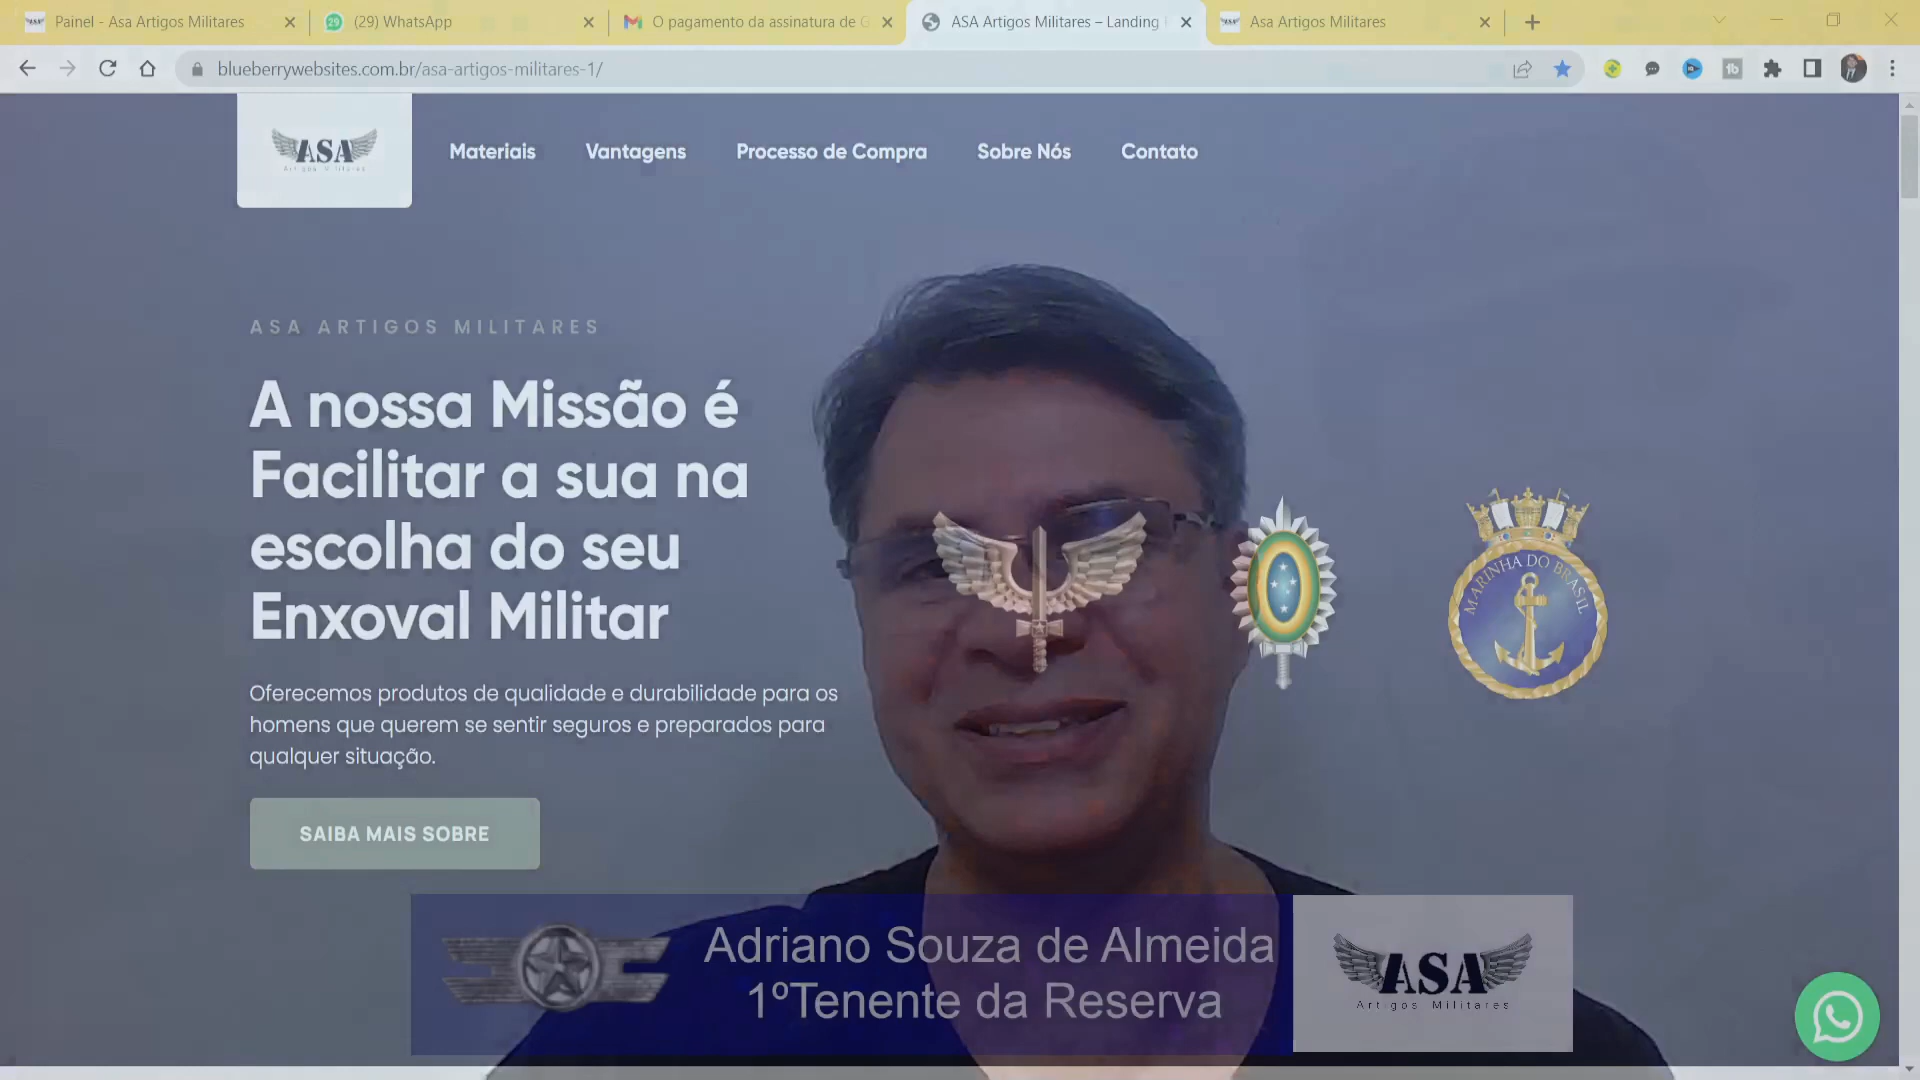 Painel - Asa Artigos Militares
(29) WhatsApp
O pagamento da assinatura de G
ASA Artigos Militares – Landing
Asa Artigos Militares
blueberrywebsites.com.br/asa-artigos-militares-1/
ASA
Artigos Militares
Materiais
Vantagens
Processo de Compra
Sobre Nós
Contato
ASA ARTIGOS MILITARES
A nossa Missão é
Facilitar a sua na
escolha do seu
Enxoval Militar
MARINHA DO BRASIL
Oferecemos produtos de qualidade e durabilidade para os
homens que querem se sentir seguros e preparados para
qualquer situação.
SAIBA MAIS SOBRE
Adriano Souza de Almeida
1ºTenente da Reserva
ASA
Artigos Militares